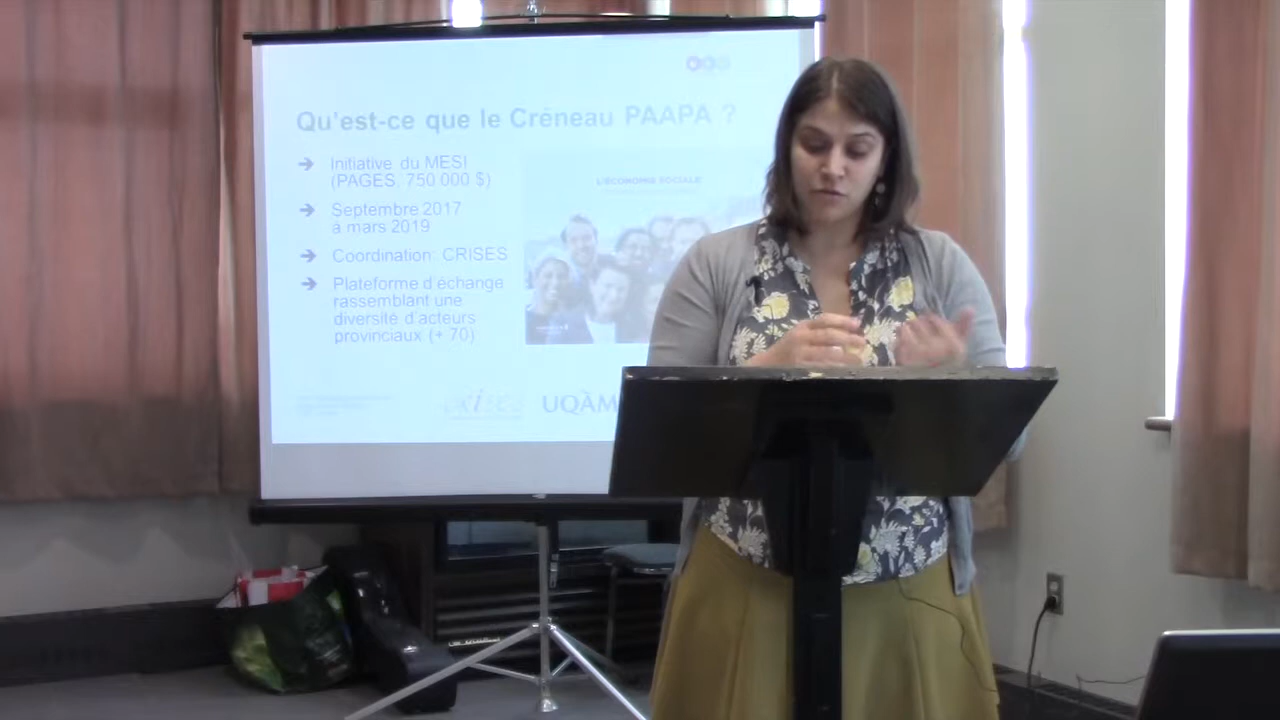 Qu'est-ce que le Créneau PAAPA ?
➔ Initiative du MESI
(PAGES, 750 000 $)
➔ Septembre 2017
à mars 2019
➔ Coordination: CRISES
➔ Plateforme d'échange
rassemblant une
diversité d'acteurs
provinciaux (+ 70)
L'ÉCONOMIE SOCIALE
UQÀM